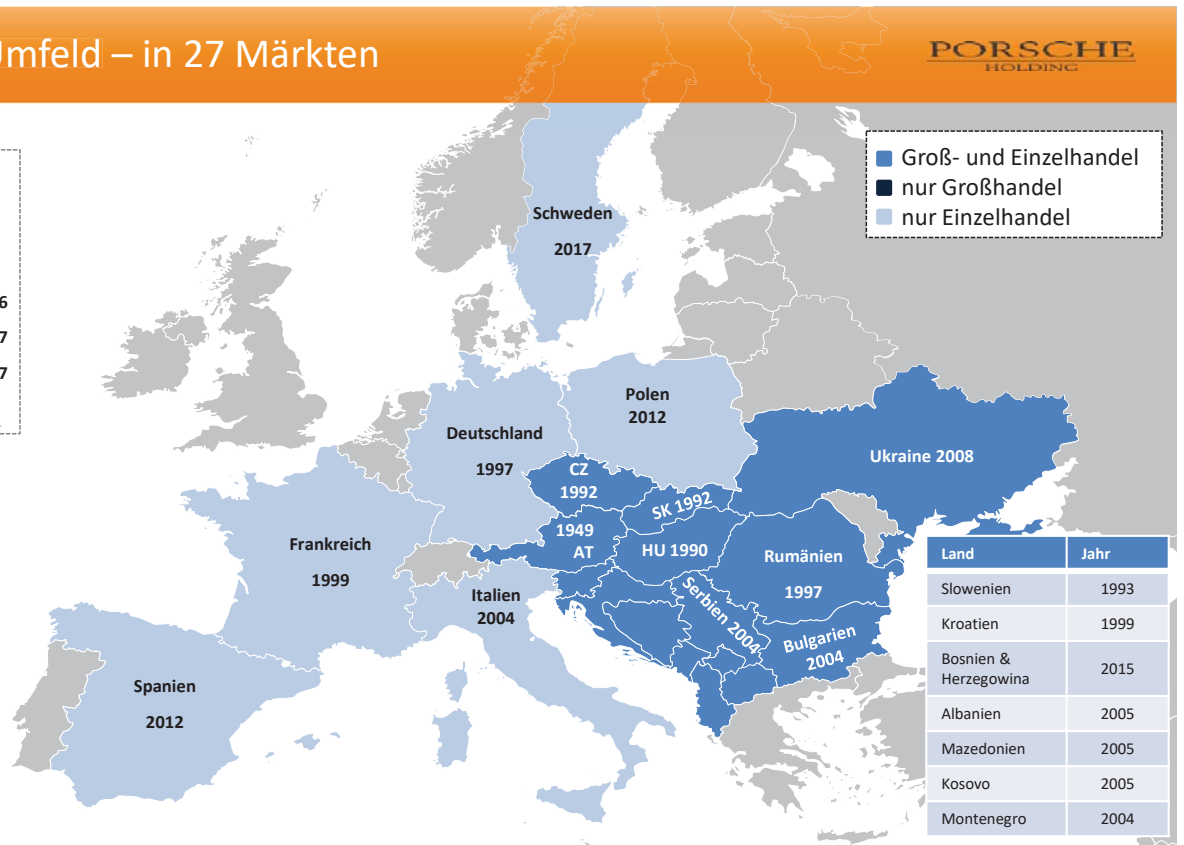 Umfeld – in 27 Märkten
PORSCHE
HOLDING
Groß- und Einzelhandel
nur Großhandel
nur Einzelhandel
6
7
7
Schweden
2017
Polen
2012
Deutschland
1997
Ukraine 2008
CZ
1992
SK 1992
1949
AT
HU 1990
Rumänien
1997
Frankreich
1999
Italien
2004
Serbien 2004
Bulgarien
2004
Spanien
2012
Land Jahr
Slowenien 1993
Kroatien 1999
Bosnien &
Herzegowina 2015
Albanien 2005
Mazedonien 2005
Kosovo 2005
Montenegro 2004